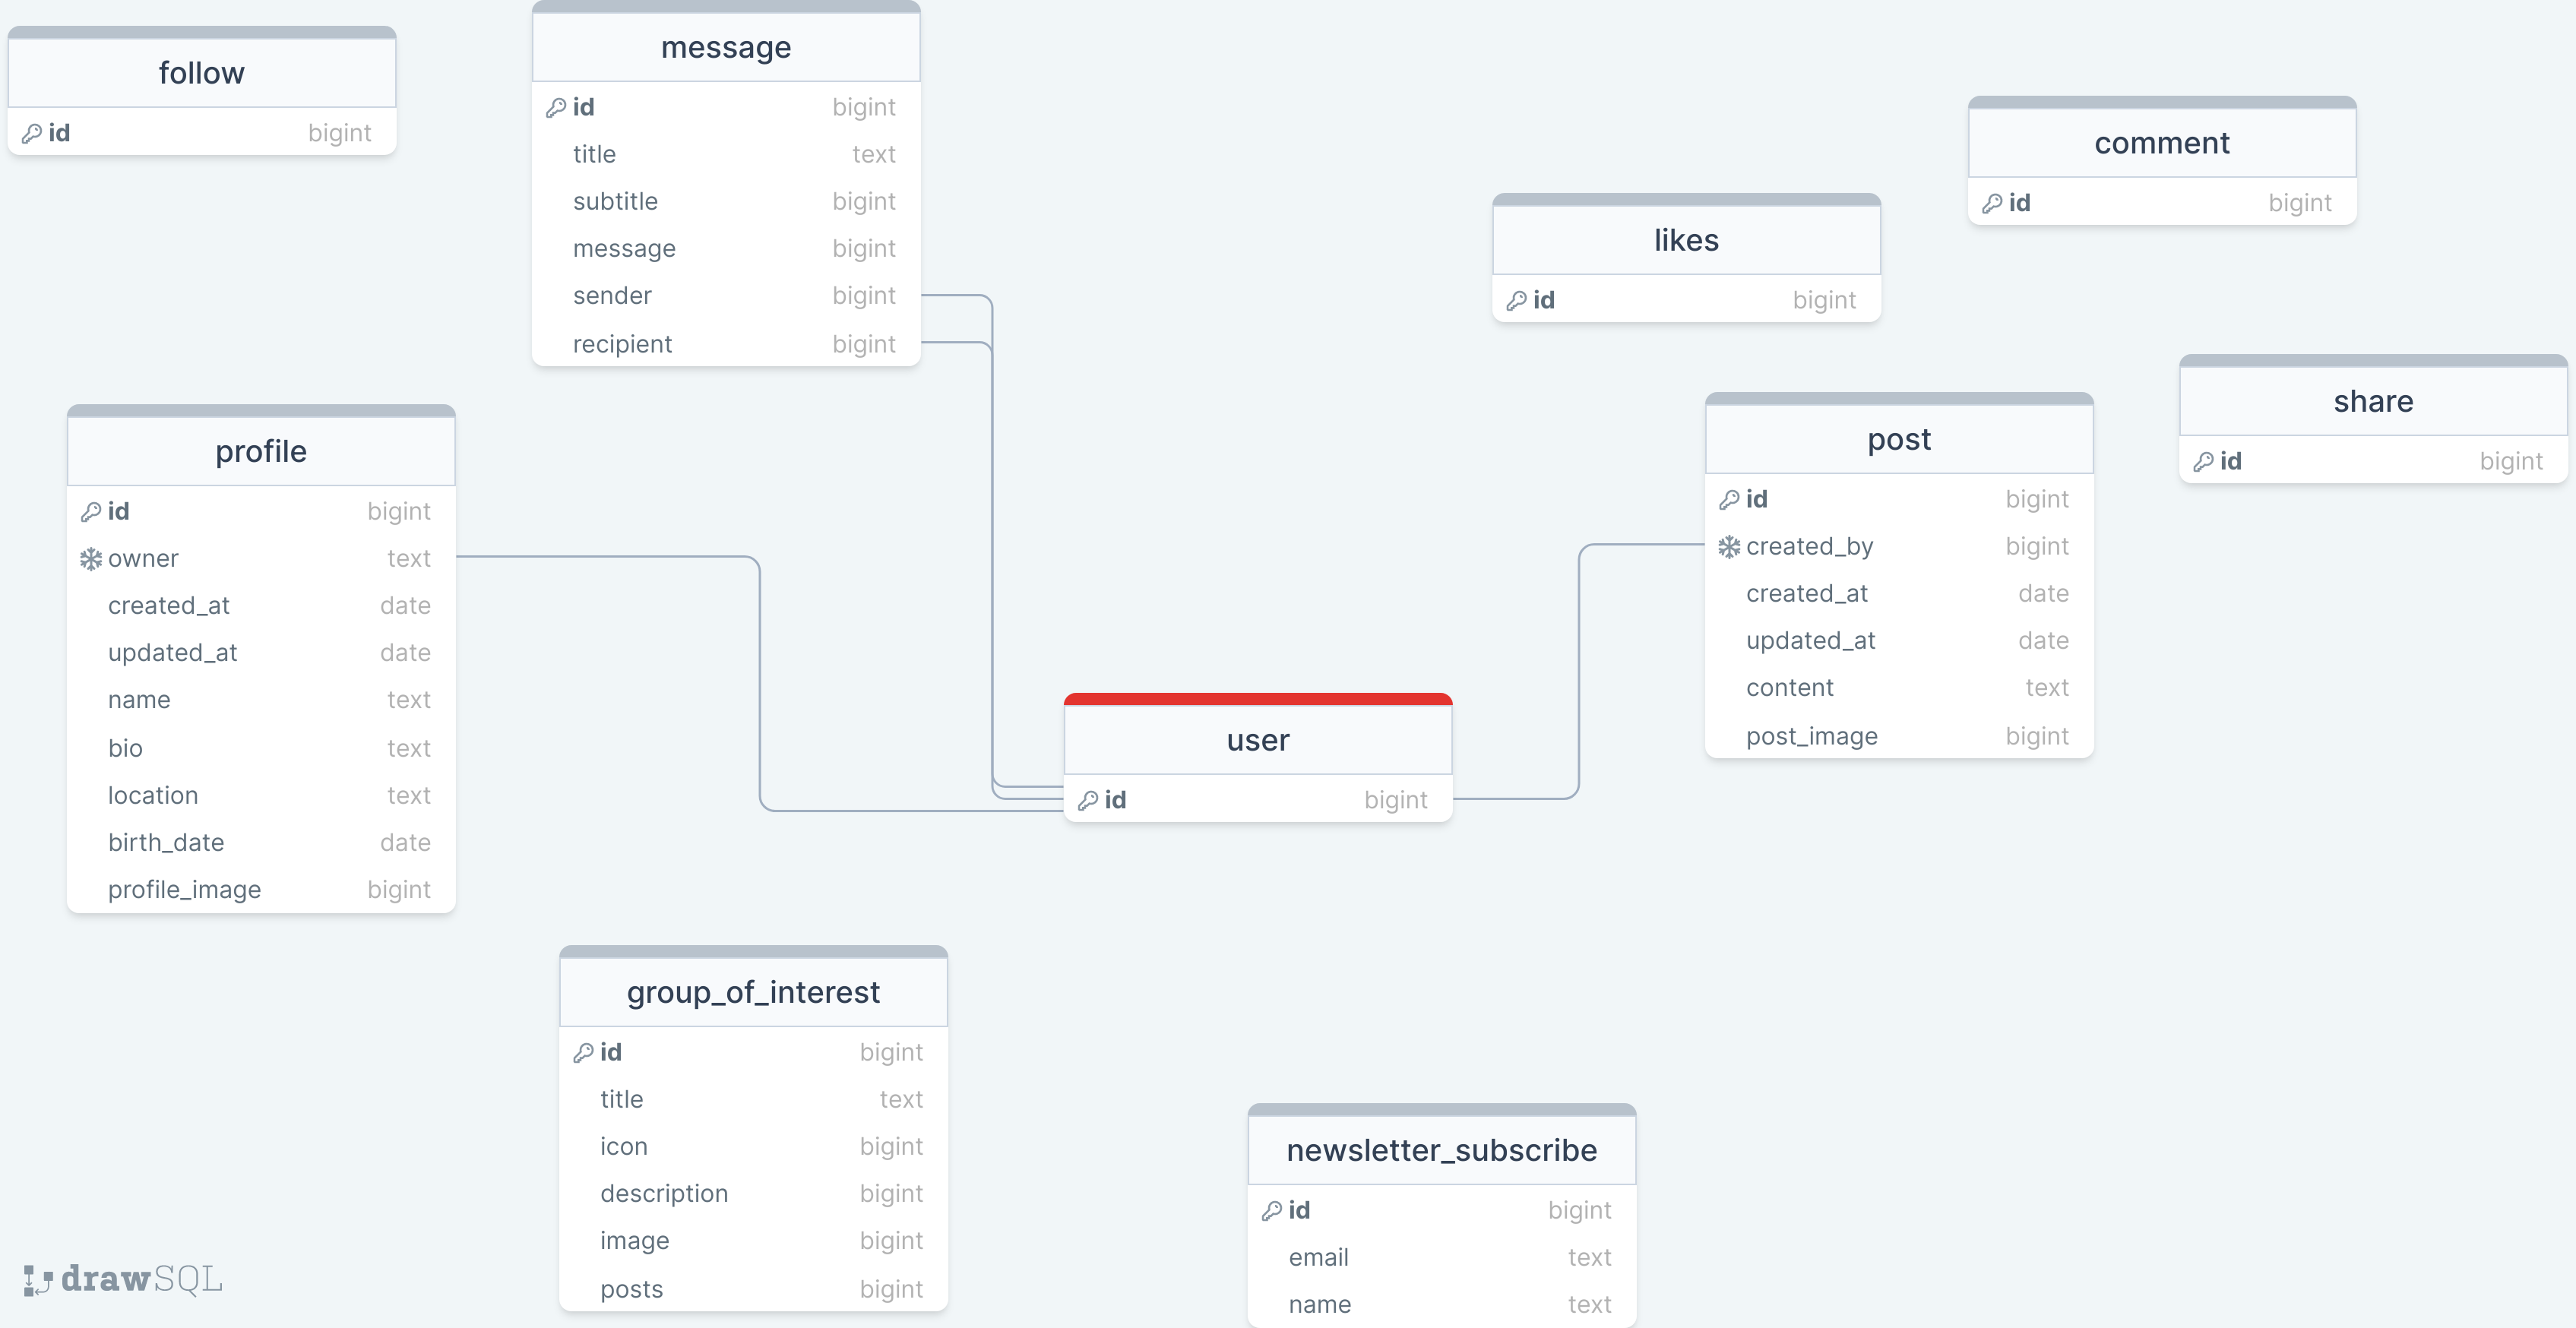 follow
id bigint
message
id bigint
title text
subtitle bigint
message bigint
sender bigint
recipient bigint
comment
id bigint
likes
id bigint
share
id bigint
profile
id bigint
owner text
created_at date
updated_at date
name text
bio text
location text
birth_date date
profile_image bigint
post
id bigint
created_by bigint
created_at date
updated_at date
content text
post_image bigint
user
id bigint
group_of_interest
id bigint
title text
icon bigint
description bigint
image bigint
posts bigint
newsletter_subscribe
id bigint
email text
name text
drawSQL